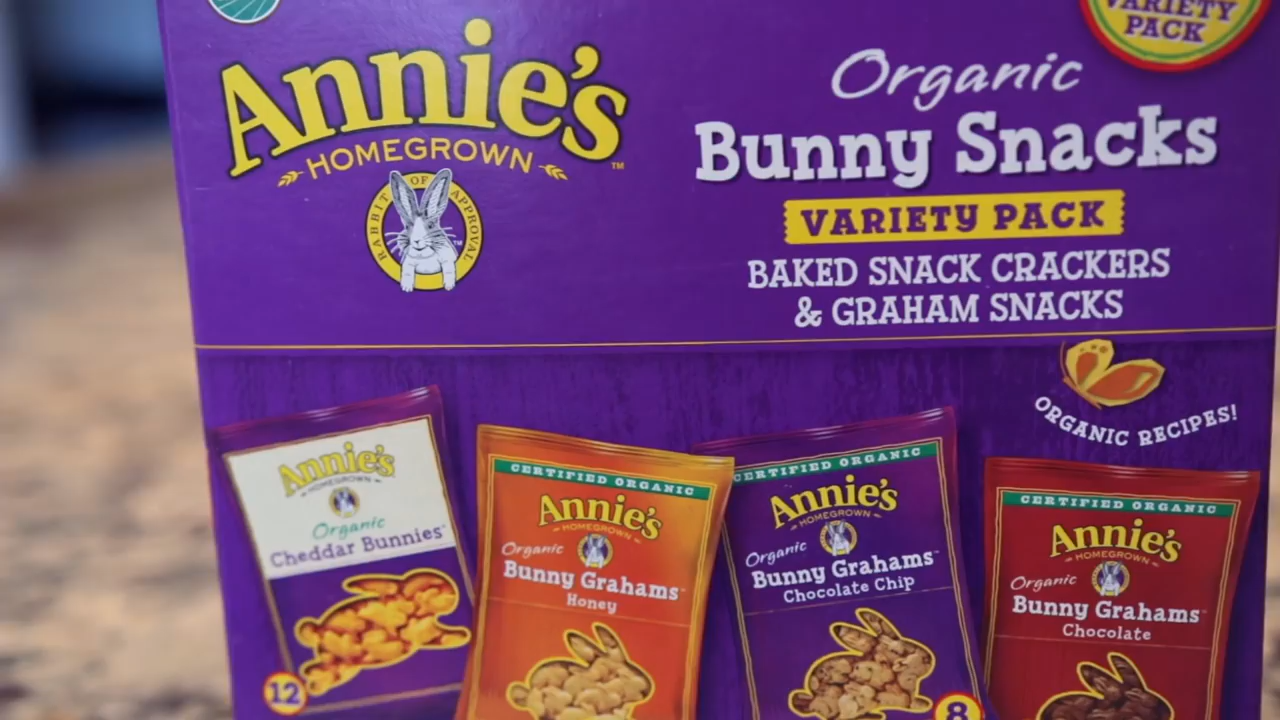 VARIETY
PACK
Annie's
HOMEGROWN
TM
RABBIT OF APPROVAL
TM
Organic
Bunny Snacks
VARIETY PACK
BAKED SNACK CRACKERS
& GRAHAM SNACKS
ORGANIC RECIPES!
Annie's
HOMEGROWN
Organic
Cheddar Bunnies
12
CERTIFIED ORGANIC
Annie's
HOMEGROWN
Organic
Bunny Grahams
Honey
CERTIFIED ORGANIC
Annie's
HOMEGROWN
Organic
Bunny Grahams
Chocolate Chip
8
CERTIFIED ORGANIC
Annie's
HOMEGROWN
Organic
Bunny Grahams
Chocolate